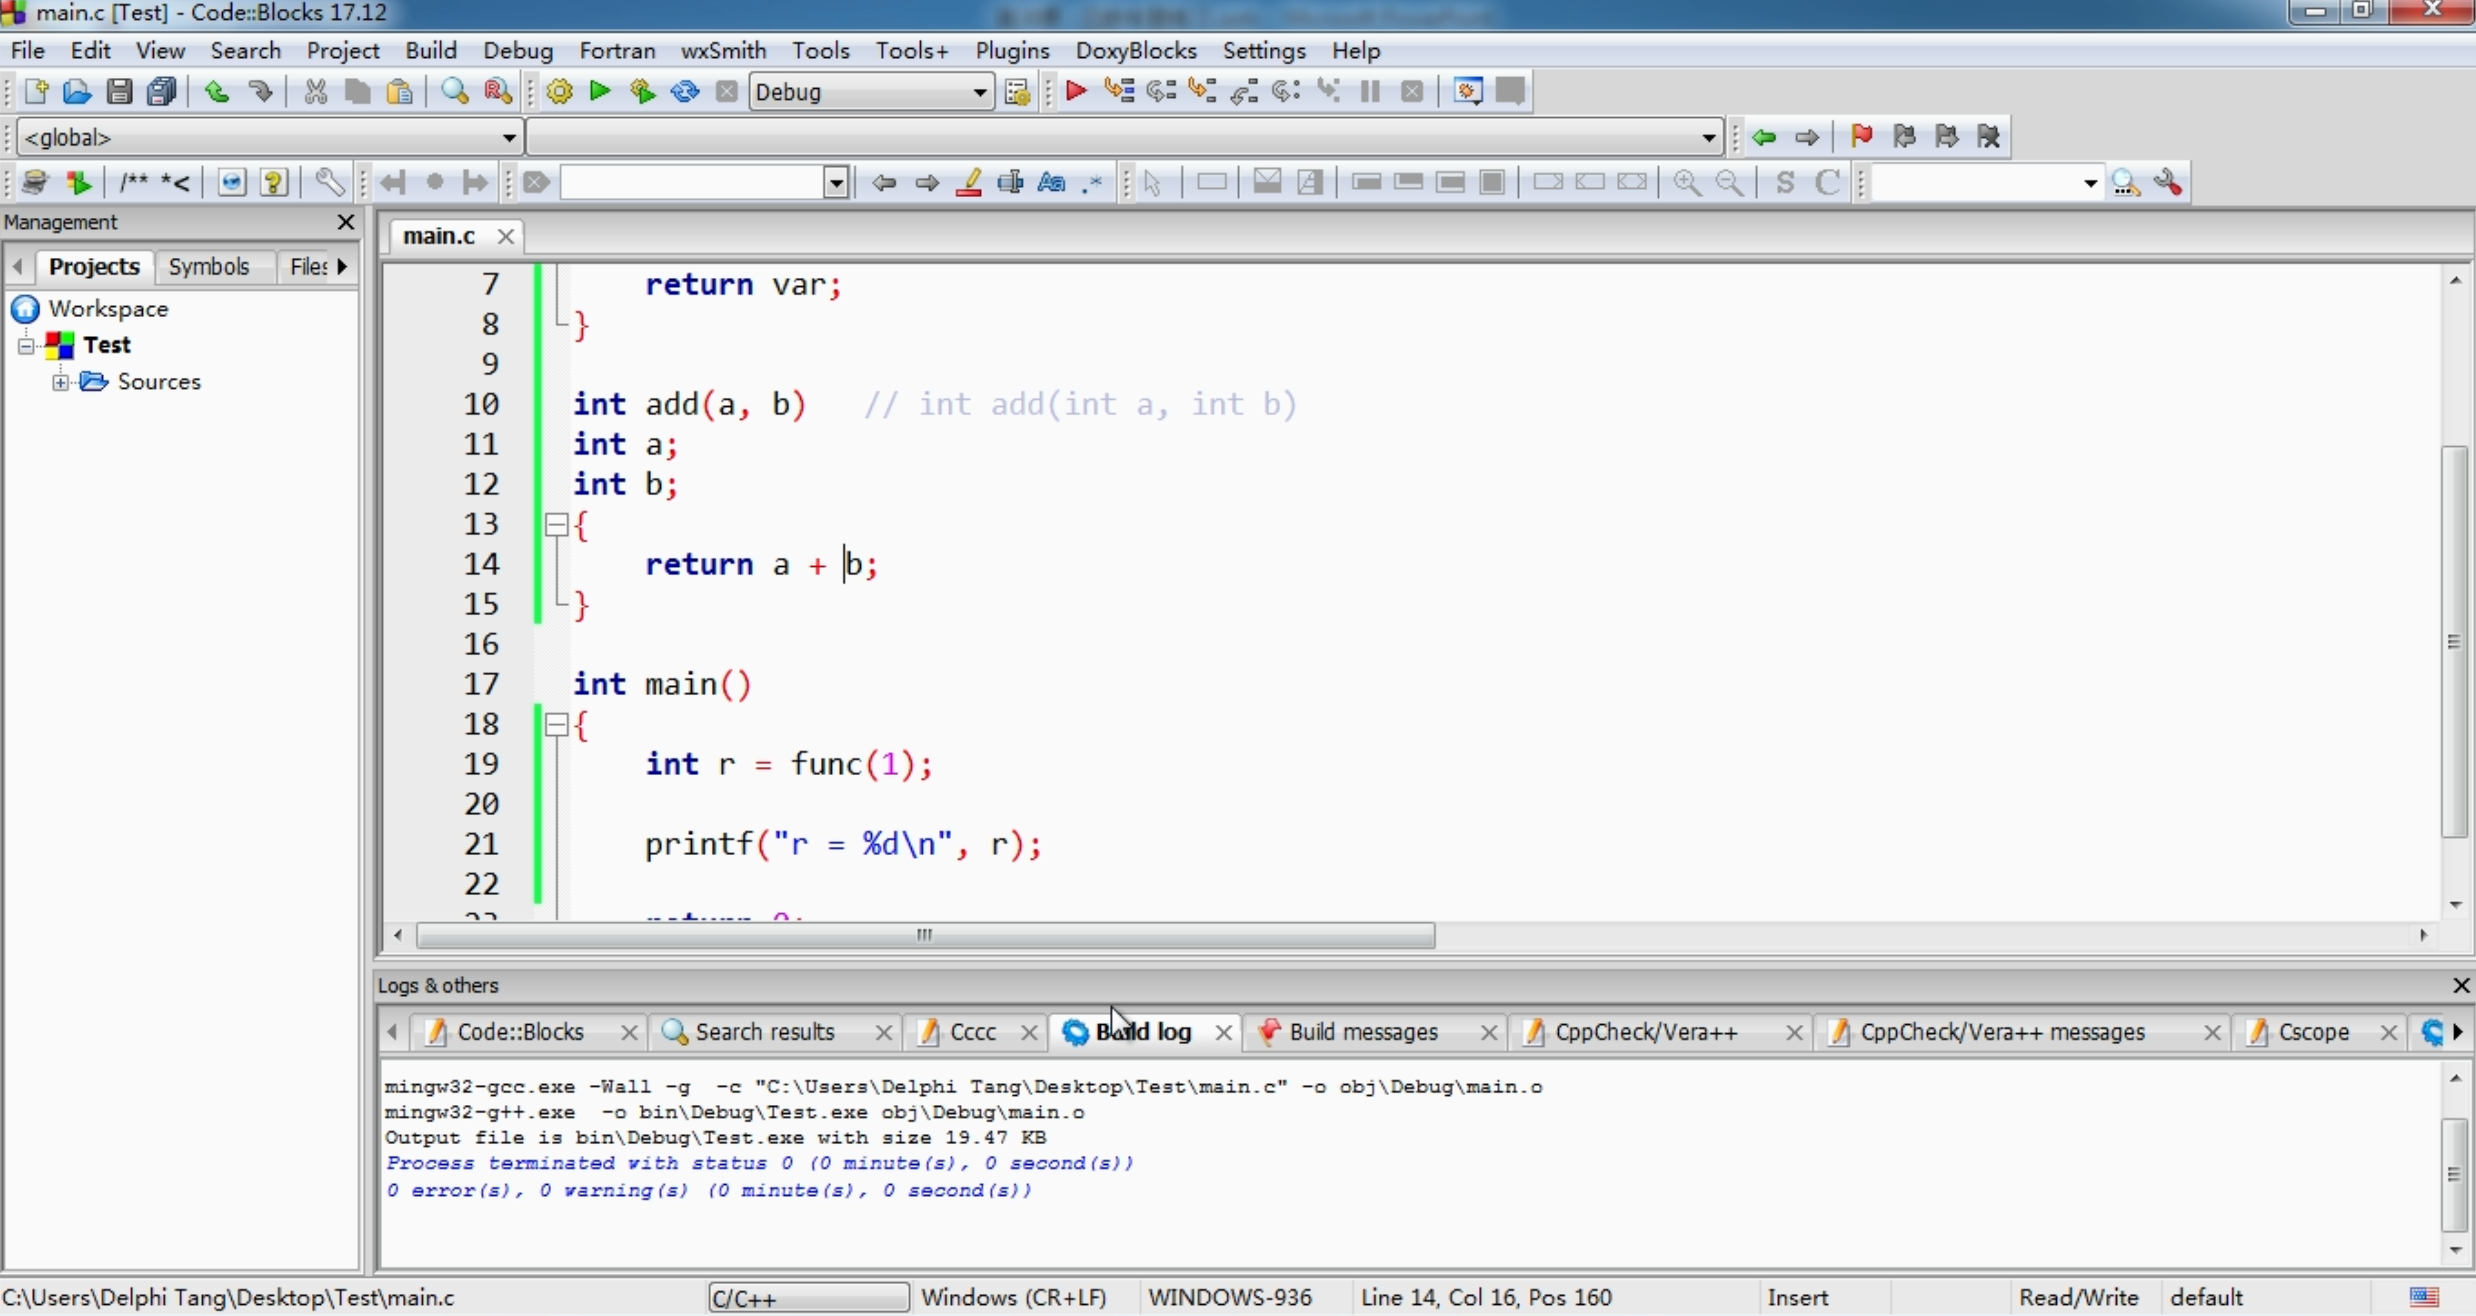 main.c [Test] - Code::Blocks 17.12
File Edit View Search Project Build Debug Fortran wxSmith Tools Tools+ Plugins DoxyBlocks Settings Help
Debug
<global>
/** *<
S C
Management
Projects Symbols Files
Workspace
Test
Sources
main.c
7 return var;
8 }
9
10 int add(a, b) // int add(int a, int b)
11 int a;
12 int b;
13 {
14 return a + b;
15 }
16
17 int main()
18 {
19 int r = func(1);
20
21 printf("r = %d\n", r);
22
Logs & others
Code::Blocks Search results Cccc Build log Build messages CppCheck/Vera++ CppCheck/Vera++ messages Cscope
mingw32-gcc.exe -Wall -g -c "C:\Users\Delphi Tang\Desktop\Test\main.c" -o obj\Debug\main.o
mingw32-g++.exe -o bin\Debug\Test.exe obj\Debug\main.o
Output file is bin\Debug\Test.exe with size 19.47 KB
Process terminated with status 0 (0 minute(s), 0 second(s))
0 error(s), 0 warning(s) (0 minute(s), 0 second(s))
C:\Users\Delphi Tang\Desktop\Test\main.c C/C++ Windows (CR+LF) WINDOWS-936 Line 14, Col 16, Pos 160 Insert Read/Write default